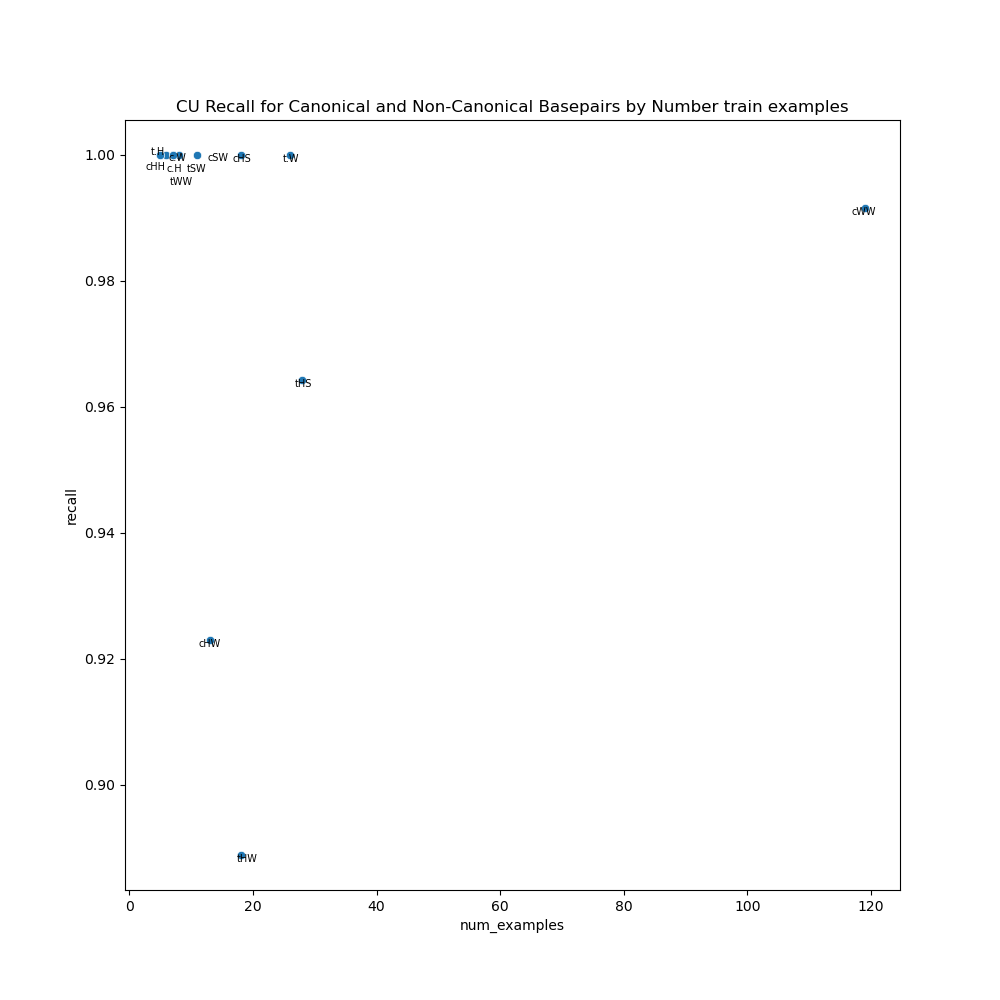 CU Recall for Canonical and Non-Canonical Basepairs by Number train examples
1.00
0.98
0.96
0.94
0.92
0.90
recall
t.H
cHH
c.W
c.H
tWW
tSW
cSW
cHS
t.W
cWW
tHS
cHW
tHW
0 20 40 60 80 100 120
num_examples